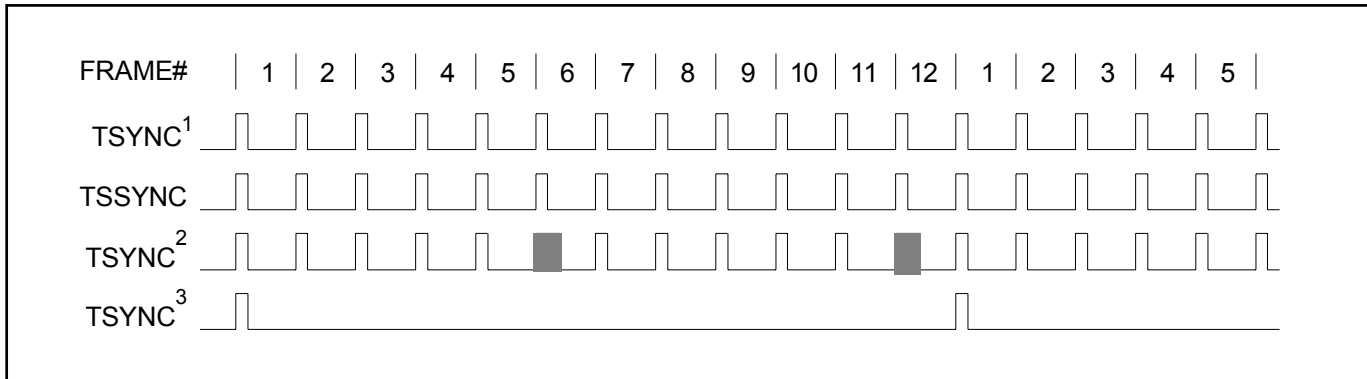 FRAME# 1 2 3 4 5 6 7 8 9 10 11 12 1 2 3 4 5
TSYNC1
TSSYNC
TSYNC2
TSYNC3